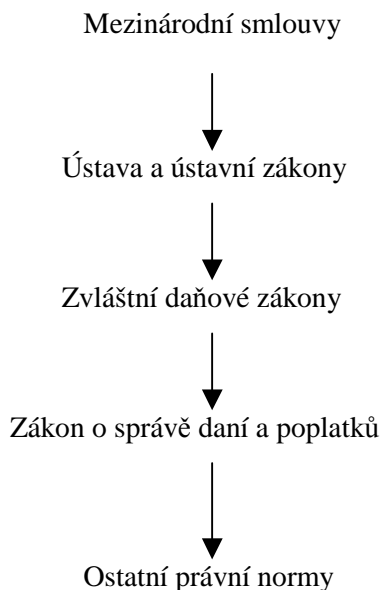 Mezinárodní smlouvy
Ústava a ústavní zákony
Zvláštní daňové zákony
Zákon o správě daní a poplatků
Ostatní právní normy